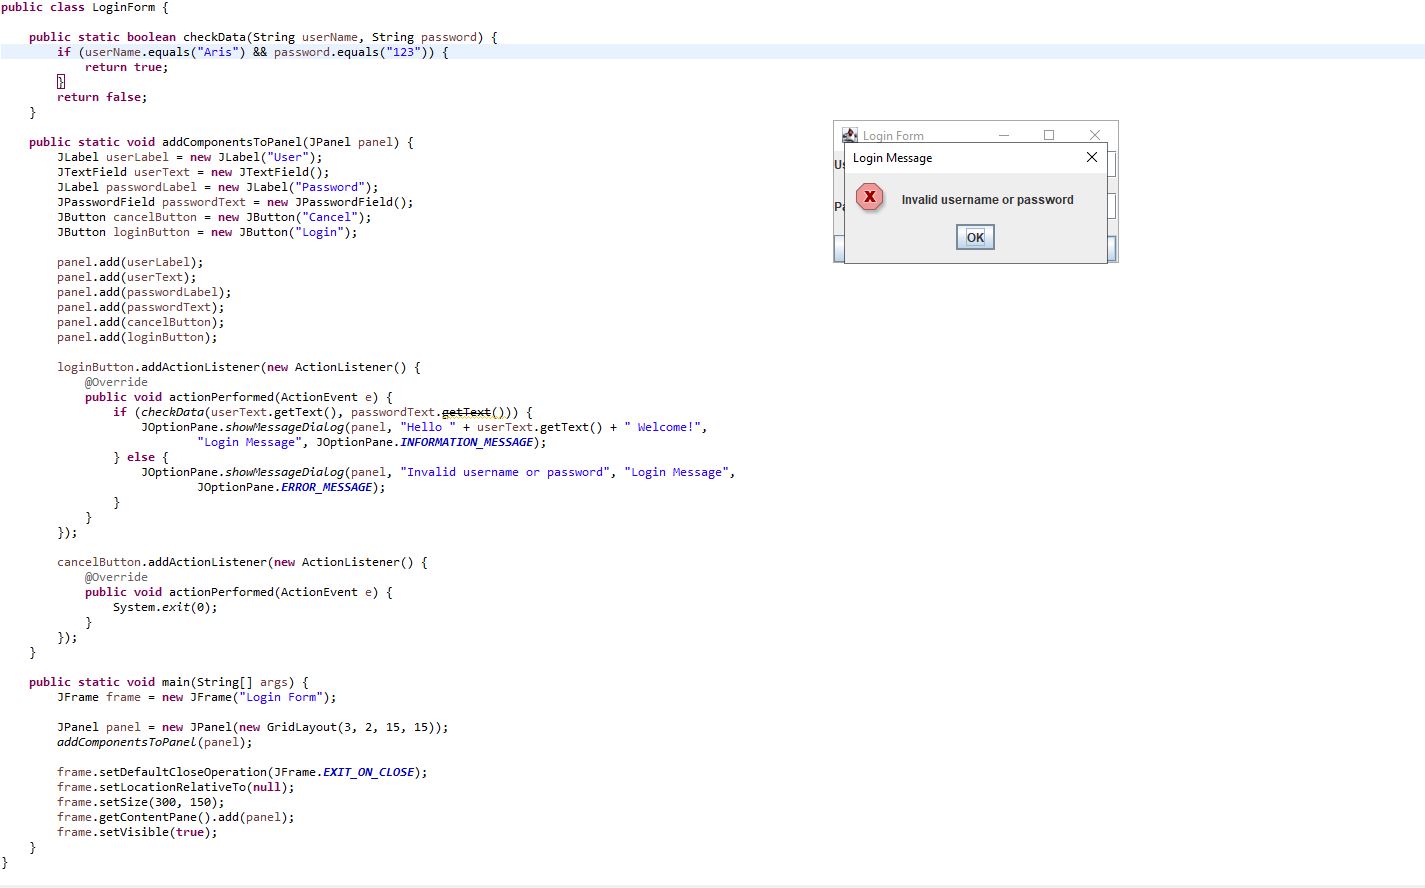 public class LoginForm {
public static boolean checkData(String userName, String password) {
if (userName.equals("Aris") && password.equals("123")) {
return true;
}
return false;
}
public static void addComponentsToPanel(JPanel panel) {
JLabel userLabel = new JLabel("User");
JTextField userText = new JTextField();
JLabel passwordLabel = new JLabel("Password");
JPasswordField passwordText = new JPasswordField();
JButton cancelButton = new JButton("Cancel");
JButton loginButton = new JButton("Login");
panel.add(userLabel);
panel.add(userText);
panel.add(passwordLabel);
panel.add(passwordText);
panel.add(cancelButton);
panel.add(loginButton);
loginButton.addActionListener(new ActionListener() {
@Override
public void actionPerformed(ActionEvent e) {
if (checkData(userText.getText(), passwordText.getText())) {
JOptionPane.showMessageDialog(panel, "Hello " + userText.getText() + " Welcome!",
"Login Message", JOptionPane.INFORMATION_MESSAGE);
} else {
JOptionPane.showMessageDialog(panel, "Invalid username or password", "Login Message",
JOptionPane.ERROR_MESSAGE);
}
}
});
cancelButton.addActionListener(new ActionListener() {
@Override
public void actionPerformed(ActionEvent e) {
System.exit(0);
}
});
}
public static void main(String[] args) {
JFrame frame = new JFrame("Login Form");
JPanel panel = new JPanel(new GridLayout(3, 2, 15, 15));
addComponentsToPanel(panel);
frame.setDefaultCloseOperation(JFrame.EXIT_ON_CLOSE);
frame.setLocationRelativeTo(null);
frame.setSize(300, 150);
frame.getContentPane().add(panel);
frame.setVisible(true);
}
}
Login Form
Login Message
Invalid username or password
OK